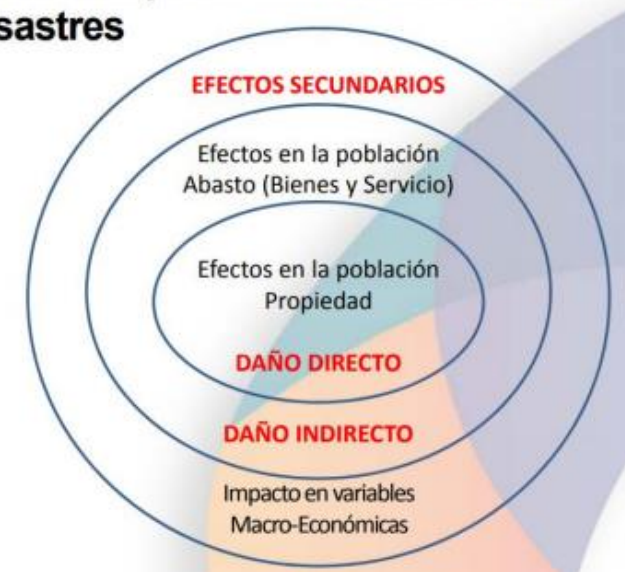 sastres
EFECTOS SECUNDARIOS
Efectos en la población
Abasto (Bienes y Servicio)
Efectos en la población
Propiedad
DAÑO DIRECTO
DAÑO INDIRECTO
Impacto en variables
Macro-Económicas